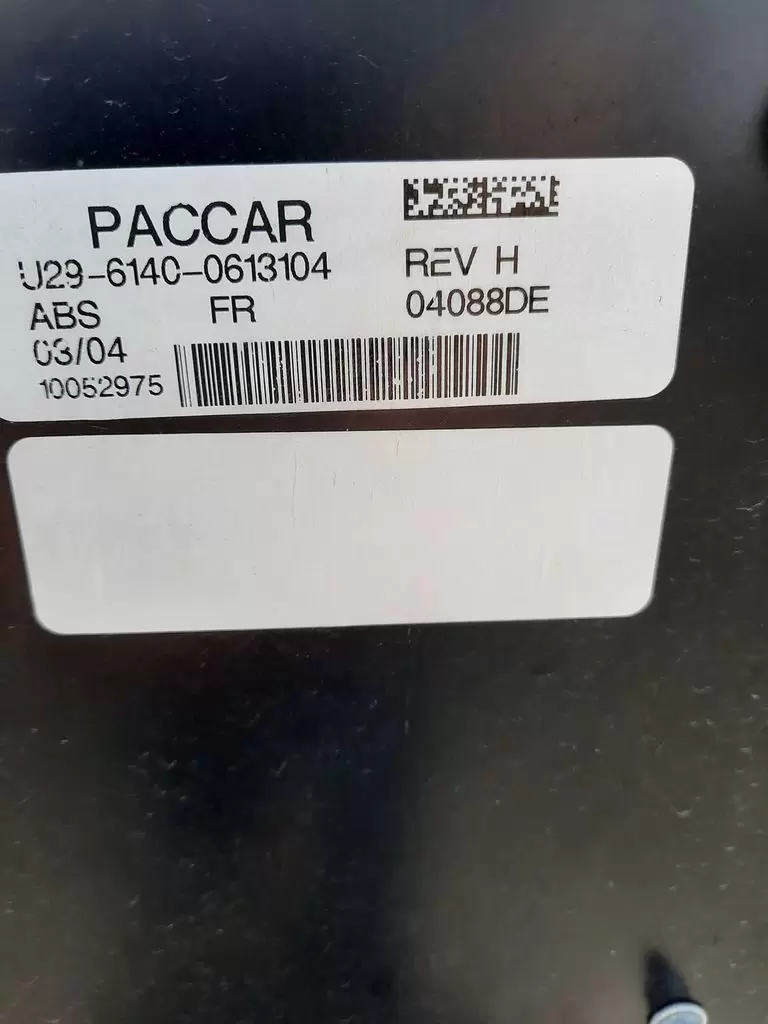 PACCAR
U29-6140-0613104
REV H
ABS FR
04088DE
03/04
10052975